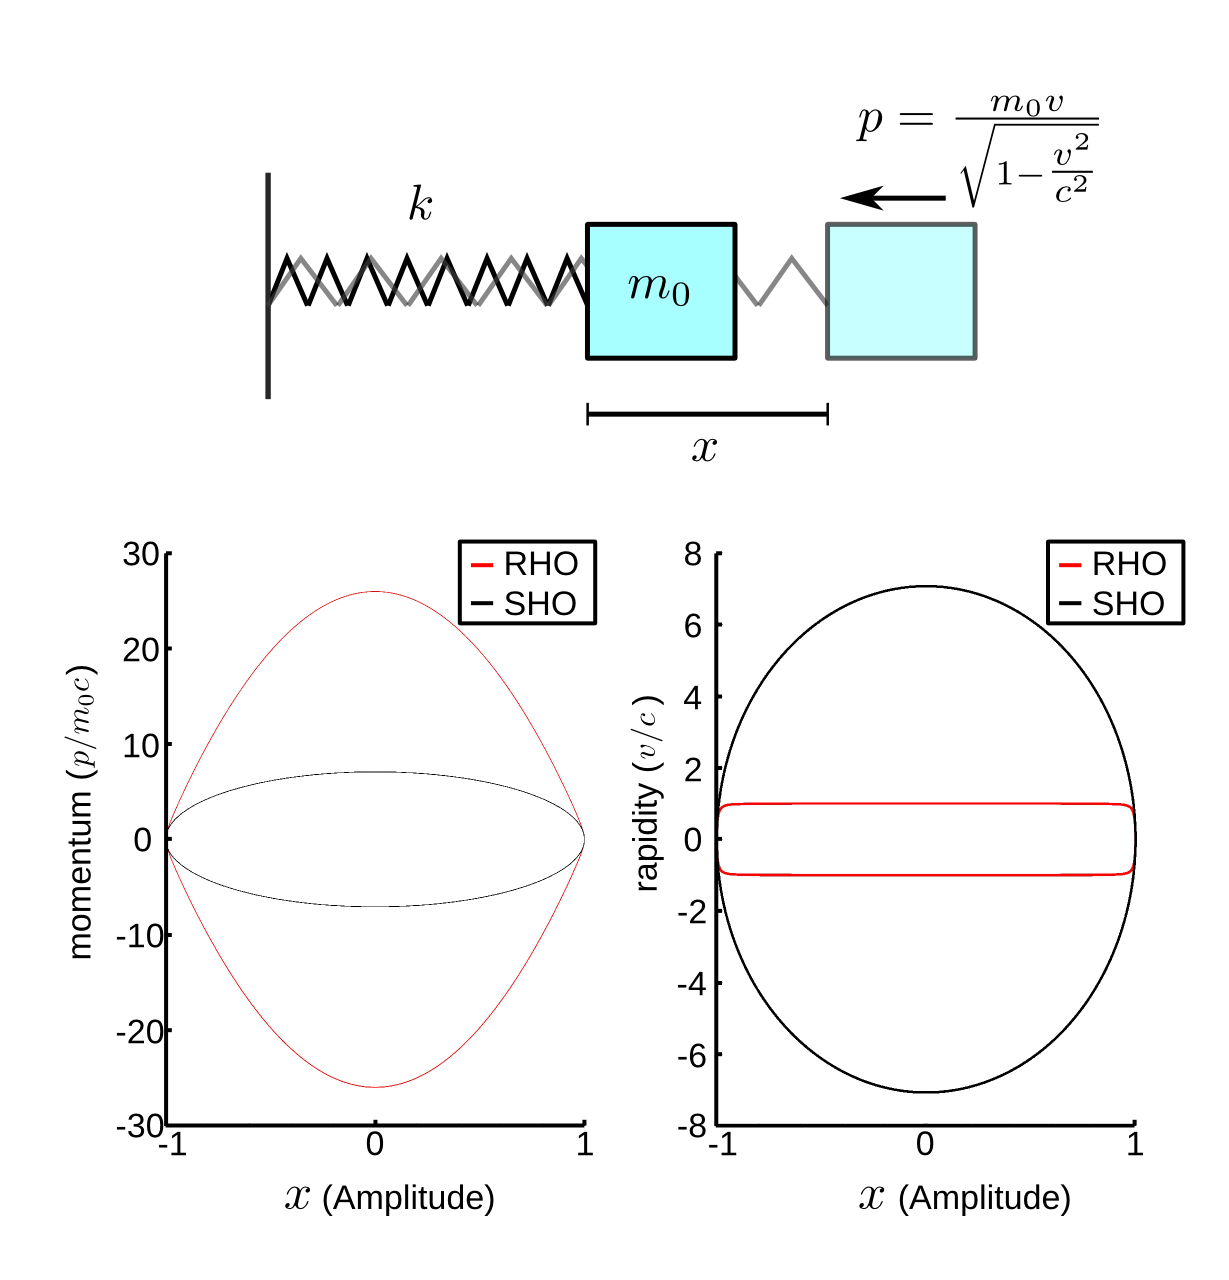 p = m₀v / √(1−v²/c²)
k
m₀
x
30
20
10
0
-10
-20
-30
momentum (p/m₀c)
RHO
SHO
-1 0 1
x (Amplitude)
8
6
4
2
0
-2
-4
-6
-8
rapidity (v/c)
RHO
SHO
-1 0 1
x (Amplitude)